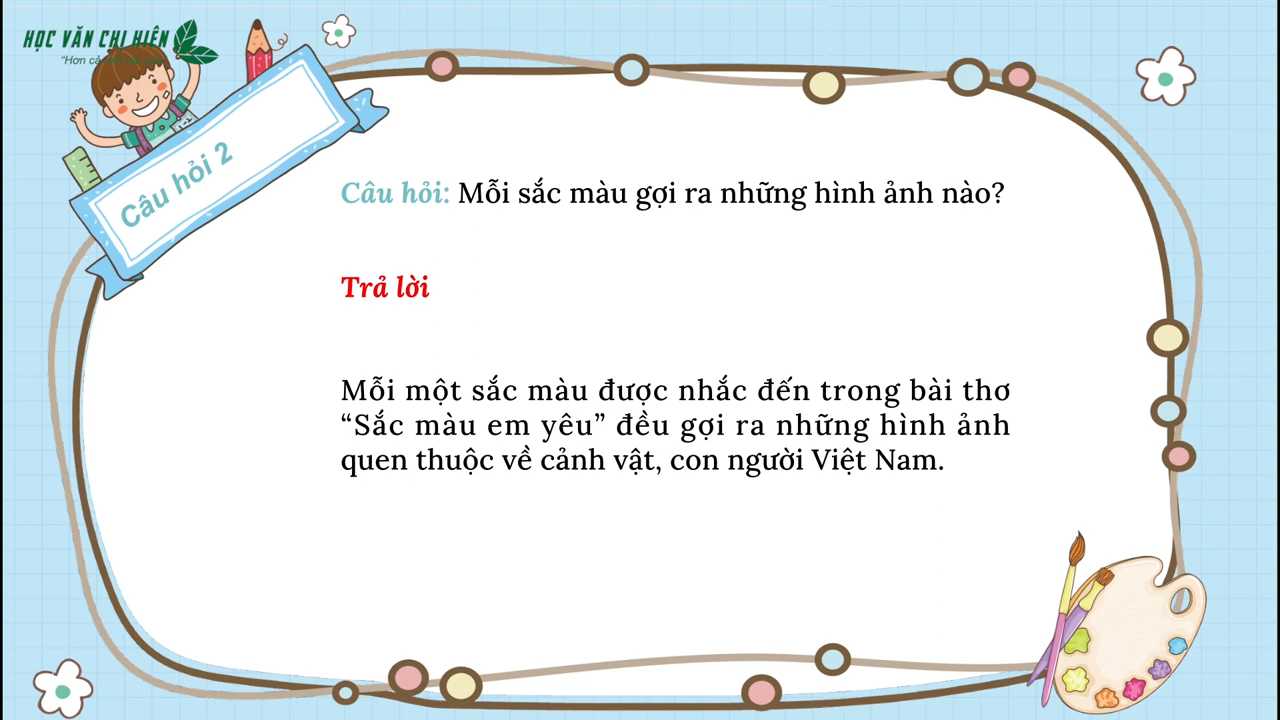 HỌC VĂN CHỊ HIÊN
"Hơn cả
Câu hỏi 2
Câu hỏi: Mỗi sắc màu gợi ra những hình ảnh nào?
Trả lời
Mỗi một sắc màu được nhắc đến trong bài thơ
“Sắc màu em yêu” đều gợi ra những hình ảnh
quen thuộc về cảnh vật, con người Việt Nam.